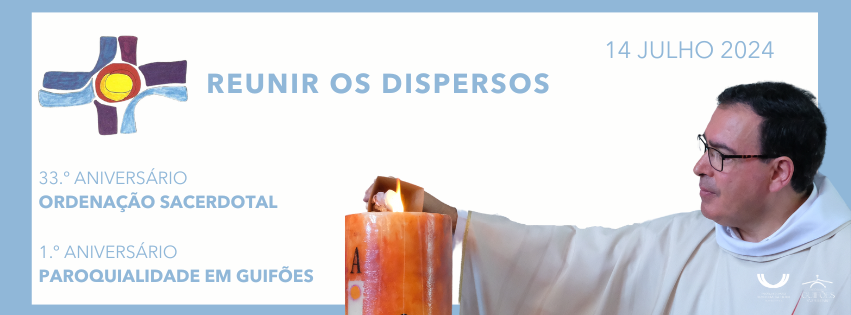 14 JULHO 2024
REUNIR OS DISPERSOS
33.º ANIVERSÁRIO
ORDENAÇÃO SACERDOTAL
1.º ANIVERSÁRIO
PAROQUIALIDADE EM GUIFÕES
A